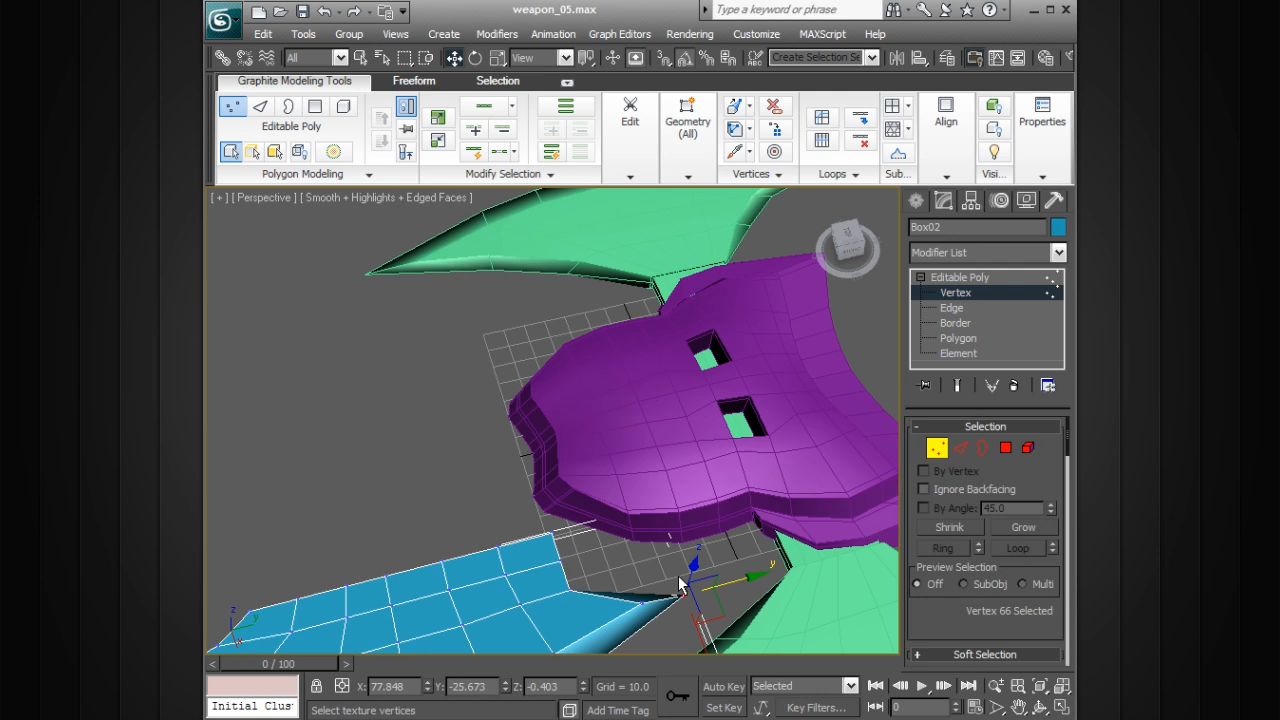 weapon_05.max
Type a keyword or phrase
Edit Tools Group Views Create Modifiers Animation Graph Editors Rendering Customize MAXScript Help
All View Create Selection Se
Graphite Modeling Tools Freeform Selection
Editable Poly Edit Geometry (All) Align Properties
Polygon Modeling Modify Selection Vertices Loops Sub... Visi...
[ + ] [ Perspective ] [ Smooth + Highlights + Edged Faces ]
Box02
Modifier List
Editable Poly
Vertex
Edge
Border
Polygon
Element
Selection
By Vertex
Ignore Backfacing
By Angle: 45.0
Shrink Grow
Ring Loop
Preview Selection
Off SubObj Multi
Vertex 66 Selected
Soft Selection
z
y
z
y
x
< 0 / 100 >
X: 77.848 Y: -25.673 Z: -0.403 Grid = 10.0 Auto Key Selected
Initial Clus Select texture vertices Add Time Tag Set Key Key Filters... 0